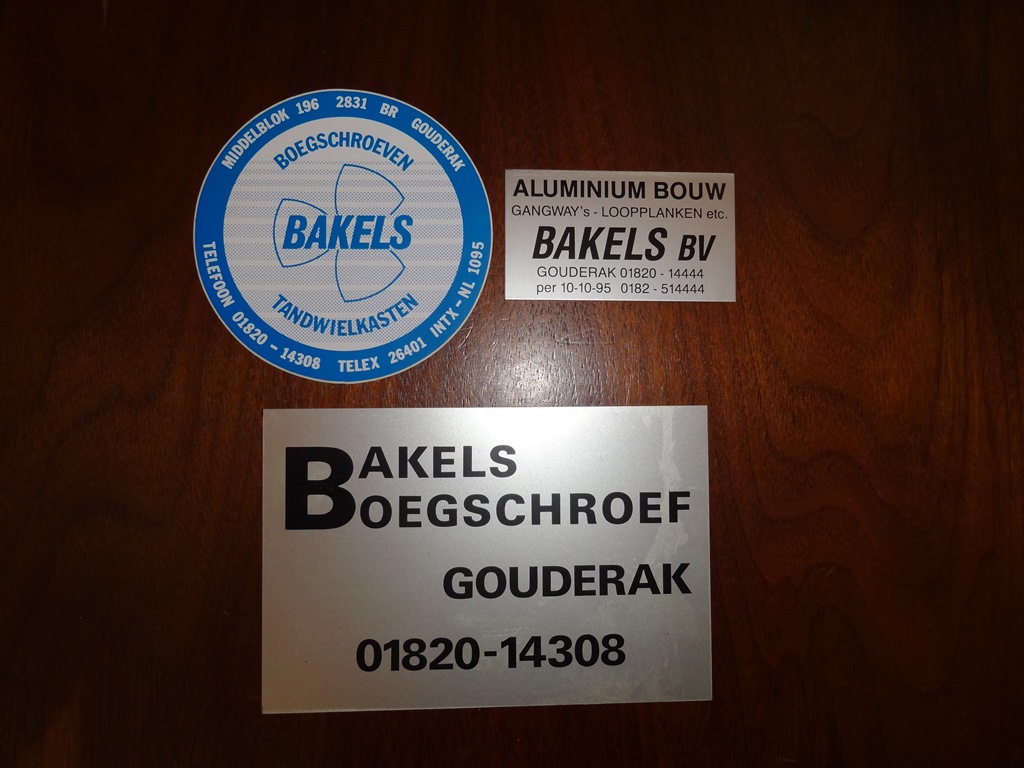 MIDDELBLOK 196 2831 BR GOUDERAK
BOEGSCHROEVEN
BAKELS
TANDWIELKASTEN
TELEFOON 01820 - 14308 TELEX 26401 INTX - NL 1095
ALUMINIUM BOUW
GANGWAY's - LOOPPLANKEN etc.
BAKELS BV
GOUDERAK 01820 - 14444
per 10-10-95 0182 - 514444
BAKELS
BOEGSCHROEF
GOUDERAK
01820-14308